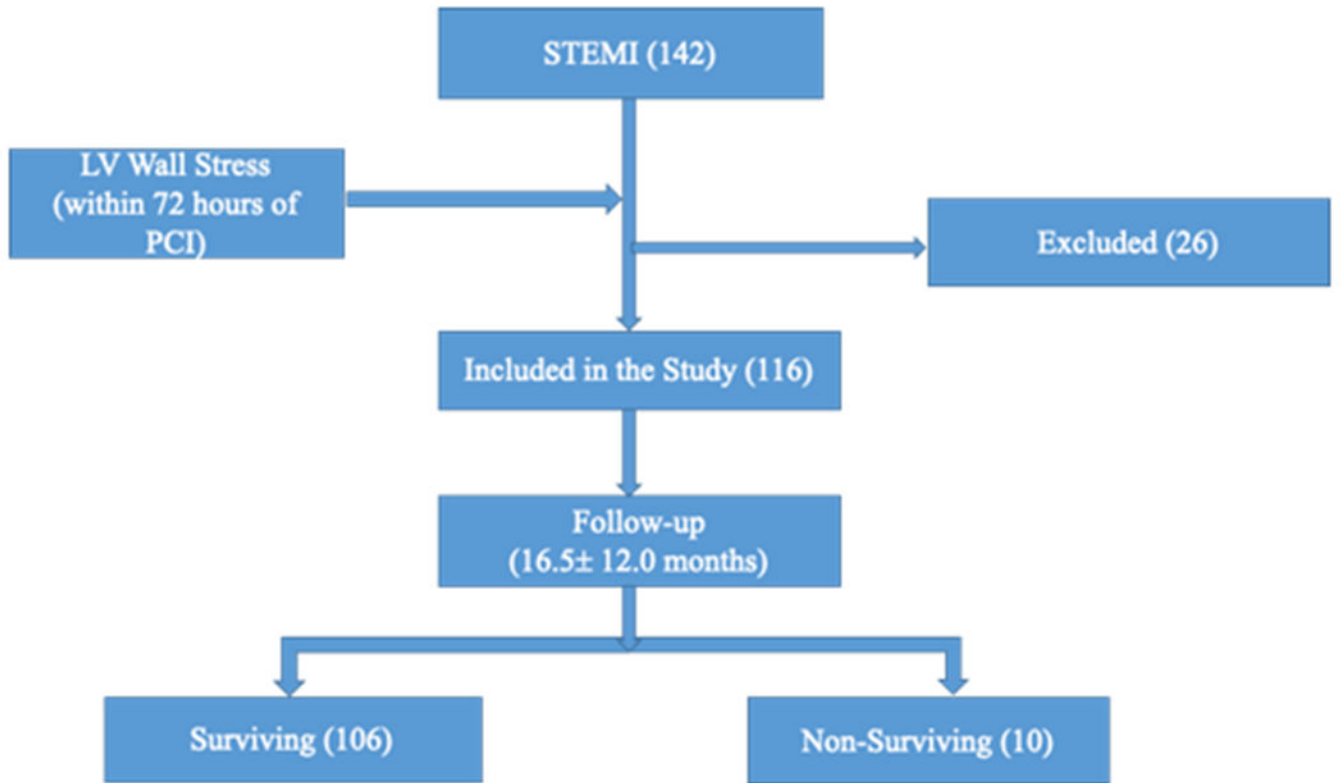 STEMI (142)
LV Wall Stress
(within 72 hours of
PCI)
Excluded (26)
Included in the Study (116)
Follow-up
(16.5± 12.0 months)
Surviving (106)
Non-Surviving (10)